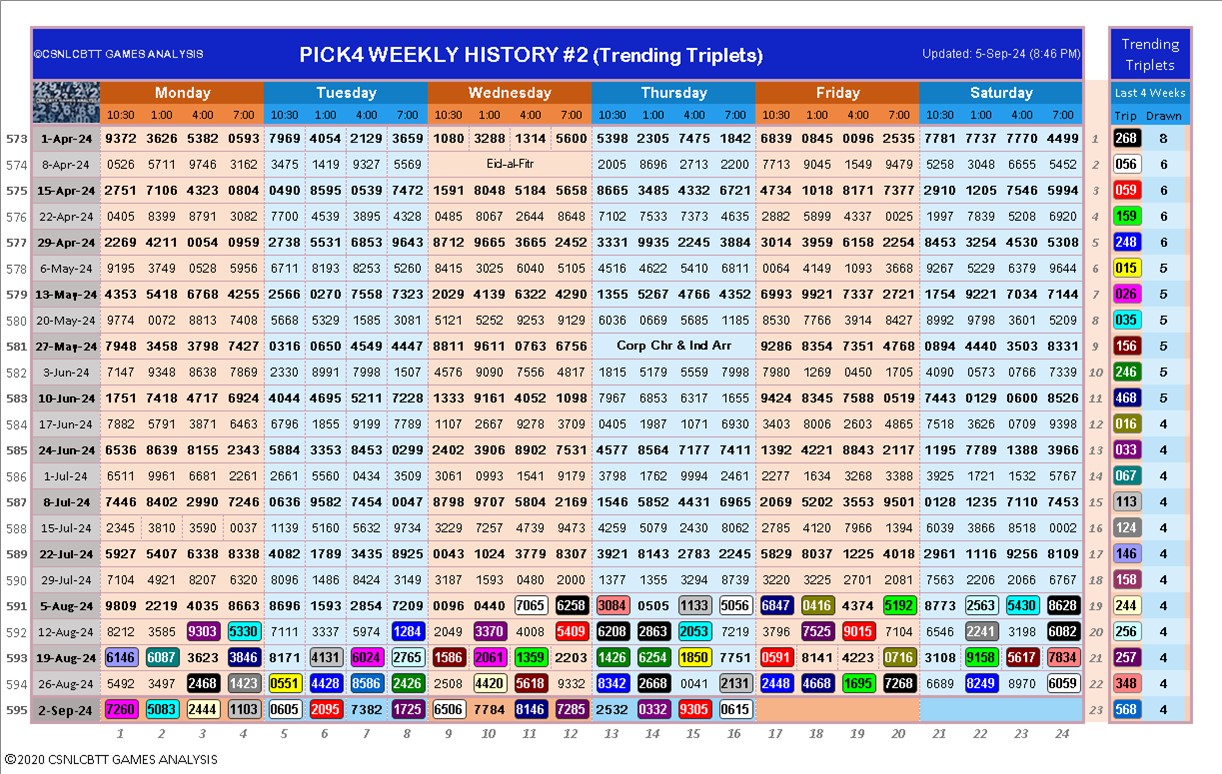 ©CSNLCBTT GAMES ANALYSIS PICK4 WEEKLY HISTORY #2 (Trending Triplets) Updated: 5-Sep-24 (8:46 PM) Trending Triplets
Monday Tuesday Wednesday Thursday Friday Saturday Last 4 Weeks
10:30 1:00 4:00 7:00 10:30 1:00 4:00 7:00 10:30 1:00 4:00 7:00 10:30 1:00 4:00 7:00 10:30 1:00 4:00 7:00 10:30 1:00 4:00 7:00 Trip Drawn
573 1-Apr-24 9372 3626 5382 0593 7969 4054 2129 3659 1080 3288 1314 5600 5398 2305 7475 1842 6839 0845 0096 2535 7781 7737 7770 4499 1 268 8
574 8-Apr-24 0526 5711 9746 3162 3475 1419 9327 5569 Eid-al-Fitr 2005 8696 2713 2200 7713 9045 1549 9479 5258 3048 6655 5452 2 056 6
575 15-Apr-24 2751 7106 4323 0804 0490 8595 0539 7472 1591 8048 5184 5658 8665 3485 4332 6721 4734 1018 8171 7377 2910 1205 7546 5994 3 059 6
576 22-Apr-24 0405 8399 8791 3082 7700 4539 3895 4328 0485 8067 2644 8648 7102 7533 7373 4635 2882 5899 4337 0025 1997 7839 5208 6920 4 159 6
577 29-Apr-24 2269 4211 0054 0959 2738 5531 6853 9643 8712 9665 3665 2452 3331 9935 2245 3884 3014 3959 6158 2254 8453 3254 4530 5308 5 248 6
578 6-May-24 9195 3749 0528 5956 6711 8193 8253 5260 8415 3025 6040 5105 4516 4622 5410 6811 0064 4149 1093 3668 9267 5229 6379 9644 6 015 5
579 13-May-24 4353 5418 6768 4255 2566 0270 7558 7323 2029 4139 6322 4290 1355 5267 4766 4352 6993 9921 7337 2721 1754 9221 7034 7144 7 026 5
580 20-May-24 9774 0072 8813 7408 5668 5329 1585 3081 5121 5252 9253 9129 6036 0669 5685 1185 8530 7766 3914 8427 8992 9798 3601 5209 8 035 5
581 27-May-24 7948 3458 3798 7427 0316 0650 4549 4447 8911 9611 0763 6756 Corp Chr & Ind Arr 9286 8354 7351 4768 0894 4440 3503 8331 9 156 5
582 3-Jun-24 7147 9348 8638 7869 2330 8991 7998 1507 4576 9090 7556 4817 1815 5179 5559 7998 7980 1269 0450 1705 4090 0573 0766 7339 10 246 5
583 10-Jun-24 1751 7418 4717 6924 4044 4695 8211 7228 1333 9161 4052 1098 7967 6853 6317 1655 9424 8345 7588 0519 7443 0129 0600 8526 11 468 5
584 17-Jun-24 7882 5791 3871 6463 6796 1855 9199 7789 1107 2667 9278 3709 0405 1987 1071 6930 3403 8006 2603 4865 7518 3626 0709 9398 12 016 4
585 24-Jun-24 6536 8639 8155 2343 5884 3353 8453 0299 2402 3906 8902 7531 4577 8564 7177 7411 1392 4221 8843 2117 1195 7789 1388 3966 13 033 4
586 1-Jul-24 6511 9961 6681 2261 2661 5560 0434 3509 3061 0993 1541 9179 3798 1762 0994 2461 2277 1634 3268 3388 3925 1721 1532 5767 14 067 4
587 8-Jul-24 7446 8402 2990 7246 0636 9582 7454 0047 8798 9707 5804 2169 1546 5852 4431 6965 2069 5202 3553 9501 0128 1235 7110 7453 15 113 4
588 15-Jul-24 2345 3810 3590 0037 1139 5160 5632 9734 3229 7257 4739 9473 4259 5079 2430 8062 2785 4120 7966 1394 6039 3866 8518 0002 16 124 4
589 22-Jul-24 5927 5407 6338 8338 4082 1789 3435 8925 0043 1024 3779 8307 3921 8143 2783 2245 5829 8037 1225 4018 2961 1116 9256 8109 17 146 4
590 29-Jul-24 7104 4921 8207 6320 8096 1486 8424 3149 3187 1593 0480 2000 1377 1355 3294 8739 3220 3225 2701 2081 7563 2206 2066 6767 18 158 4
591 5-Aug-24 9809 2219 4035 8663 8696 1593 2854 7209 0096 0440 7065 6258 3084 0505 1133 5056 6847 0416 4374 5192 8773 2563 5430 8628 19 244 4
592 12-Aug-24 8212 3585 9303 5330 7111 3337 5974 1284 2049 3370 4008 5409 6208 2863 2053 7219 3796 7525 9015 7104 6546 2241 3198 6082 20 256 4
593 19-Aug-24 6146 6087 3623 3846 8171 4131 6024 2765 1586 2061 1359 2203 1426 6254 1850 7751 0591 8141 4223 0716 3108 9158 5617 7834 21 257 4
594 26-Aug-24 5492 3497 2468 1423 0551 4428 8586 2426 2508 4420 5618 9332 8342 2668 0041 2131 2448 4668 1695 7268 6689 8249 8970 6059 22 348 4
595 2-Sep-24 7260 5083 2444 1103 0605 2095 7382 1725 6506 7784 8146 7285 2532 0332 9305 0615 23 568 4
1 2 3 4 5 6 7 8 9 10 11 12 13 14 15 16 17 18 19 20 21 22 23 24
©2020 CSNLCBTT GAMES ANALYSIS